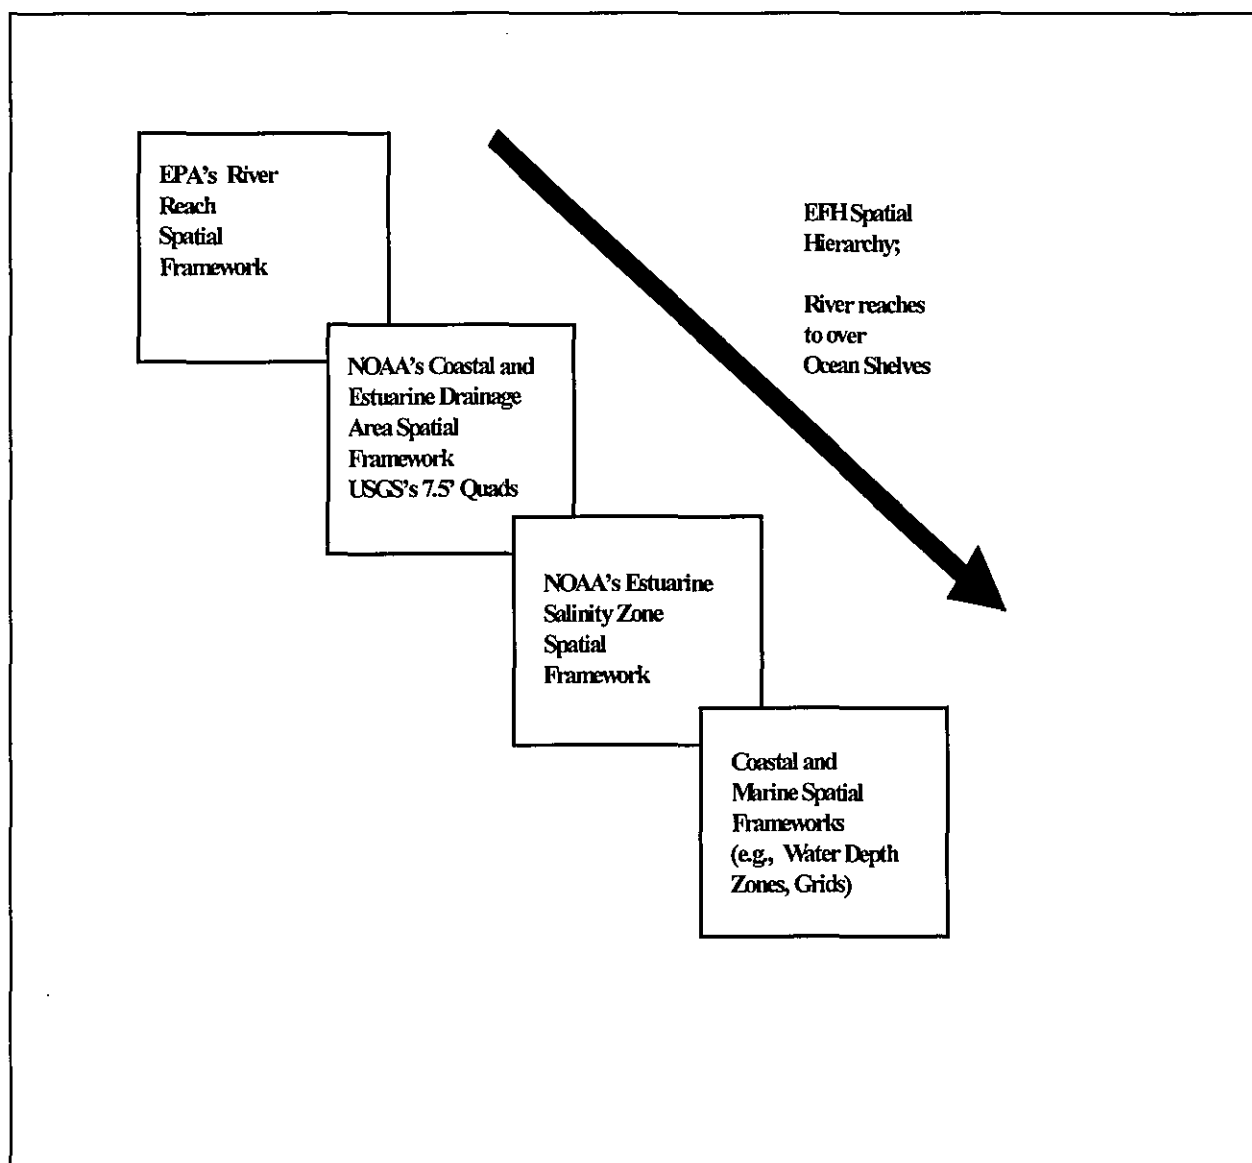 EPA's River
Reach
Spatial
Framework
EFH Spatial
Hierarchy;
River reaches
to over
Ocean Shelves
NOAA's Coastal and
Estuarine Drainage
Area Spatial
Framework
USGS's 7.5' Quads
NOAA's Estuarine
Salinity Zone
Spatial
Framework
Coastal and
Marine Spatial
Frameworks
(e.g., Water Depth
Zones, Grids)